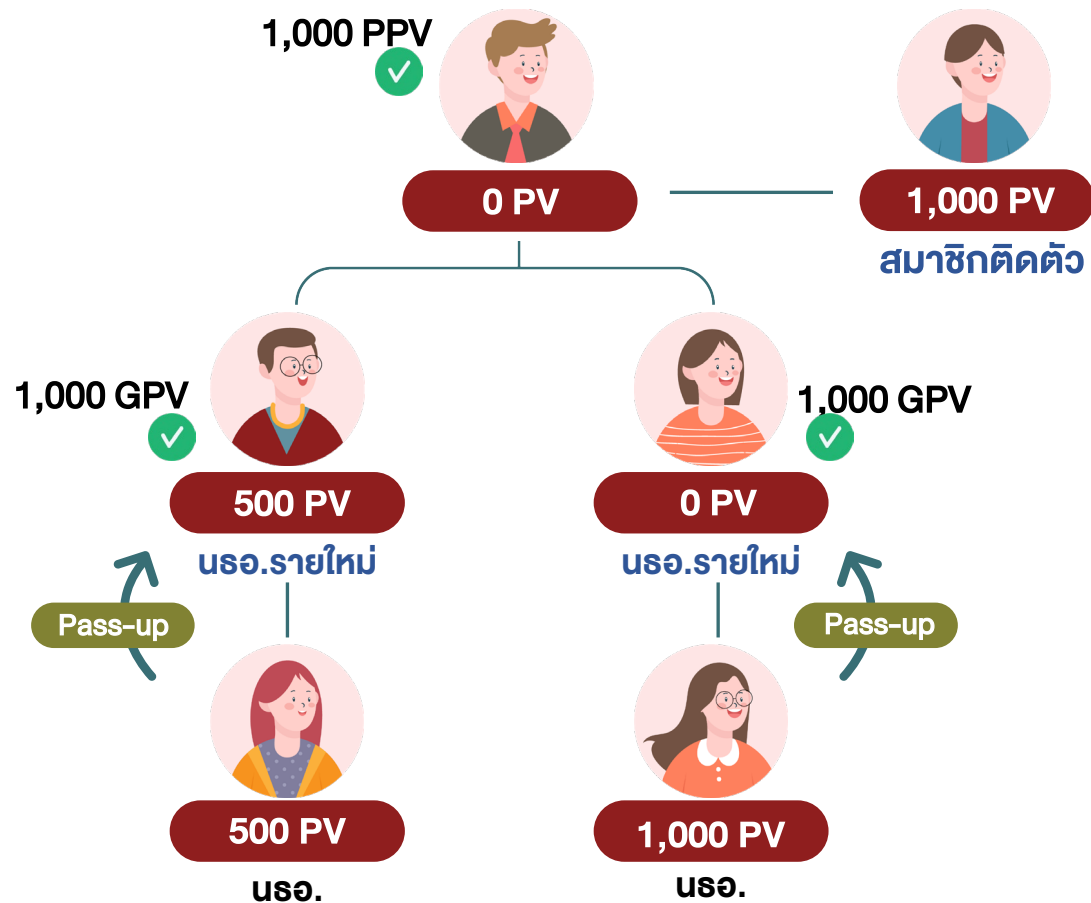 1,000 PPV
0 PV
1,000 PV
สมาชิกติดตัว
1,000 GPV
1,000 GPV
500 PV
0 PV
นธอ.รายใหม่
นธอ.รายใหม่
Pass-up
Pass-up
500 PV
1,000 PV
นธอ.
นธอ.